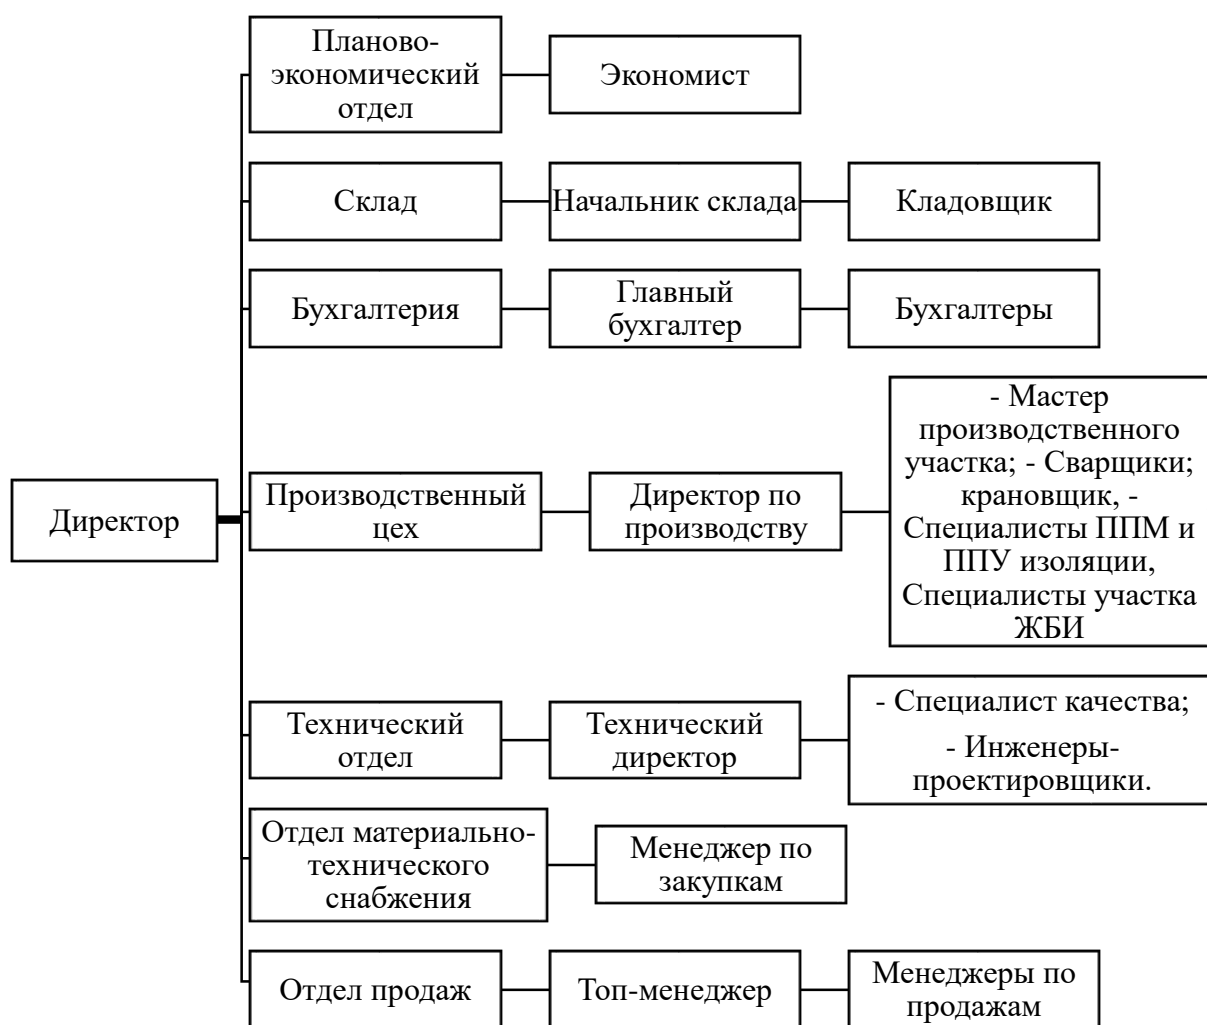 Планово-
экономический
отдел
Экономист
Склад
Начальник склада
Кладовщик
Бухгалтерия
Главный
бухгалтер
Бухгалтеры
Директор
Производственный
цех
Директор по
производству
- Мастер
производственного
участка; - Сварщики;
крановщик, -
Специалисты ППМ и
ППУ изоляции,
Специалисты участка
ЖБИ
Технический
отдел
Технический
директор
- Специалист качества;
- Инженеры-
проектировщики.
Отдел материально-
технического
снабжения
Менеджер по
закупкам
Отдел продаж
Топ-менеджер
Менеджеры по
продажам